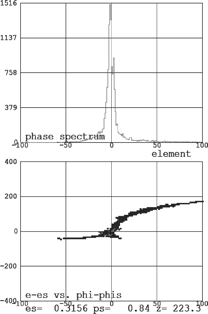 1516
1137
758
379
0
phase spectrum
-100 -50 0 50 100
element
400
200
0
-200
-400
e-es vs. phi-phis
-100 -50 0 50 100
es= 0.3156 ps= 0.84 z= 223.3